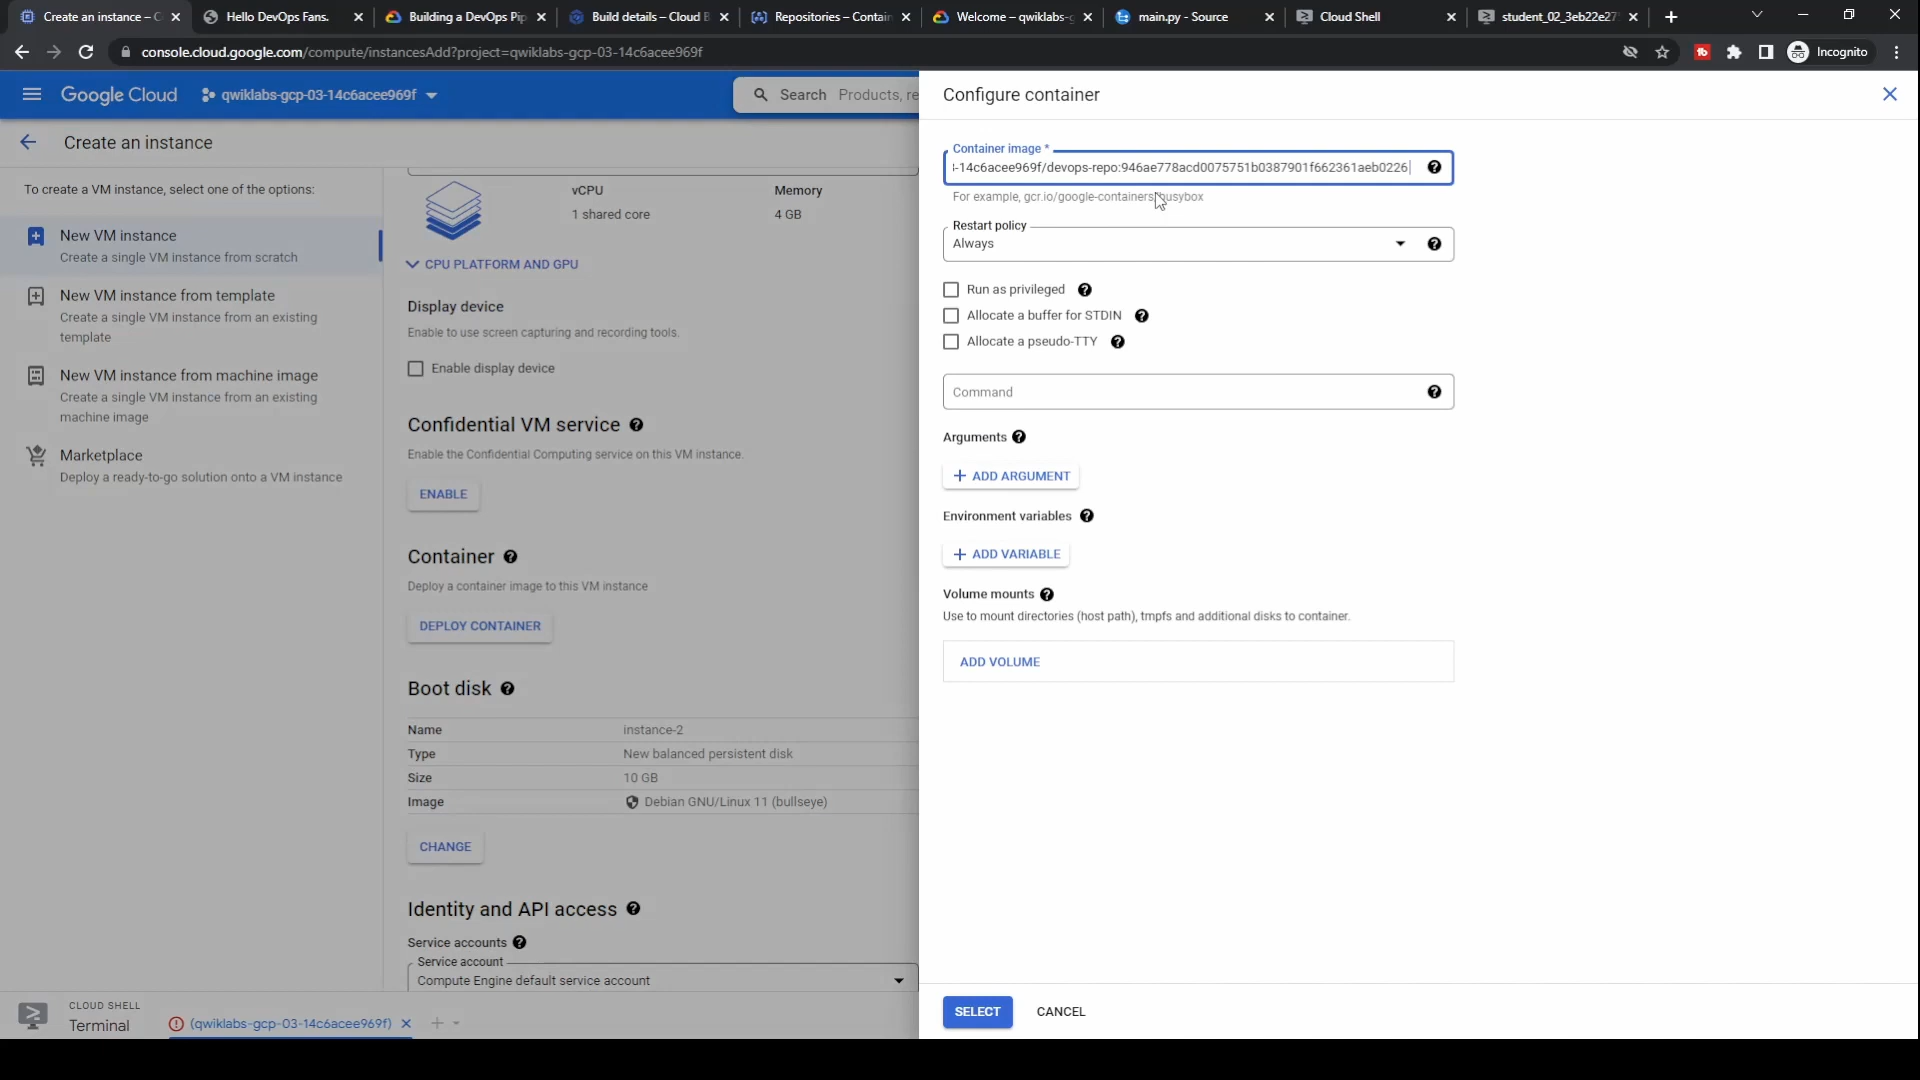 Create an instance – C
Hello DevOps Fans.
Building a DevOps Pip
Build details – Cloud B
Repositories – Contain
Welcome – qwiklabs-g
main.py - Source
Cloud Shell
student_02_3eb22e27
console.cloud.google.com/compute/instancesAdd?project=qwiklabs-gcp-03-14c6acee969f
Incognito
Google Cloud
qwiklabs-gcp-03-14c6acee969f
Search Products, re
Create an instance
To create a VM instance, select one of the options:
New VM instance
Create a single VM instance from scratch
New VM instance from template
Create a single VM instance from an existing
template
New VM instance from machine image
Create a single VM instance from an existing
machine image
Marketplace
Deploy a ready-to-go solution onto a VM instance
vCPU
Memory
1 shared core
4 GB
CPU PLATFORM AND GPU
Display device
Enable to use screen capturing and recording tools.
Enable display device
Confidential VM service
Enable the Confidential Computing service on this VM instance.
ENABLE
Container
Deploy a container image to this VM instance
DEPLOY CONTAINER
Boot disk
Name instance-2
Type New balanced persistent disk
Size 10 GB
Image Debian GNU/Linux 11 (bullseye)
CHANGE
Identity and API access
Service accounts
Service account
Compute Engine default service account
Configure container
Container image *
-14c6acee969f/devops-repo:946ae778acd0075751b0387901f662361aeb0226
For example, gcr.io/google-containers/busybox
Restart policy
Always
Run as privileged
Allocate a buffer for STDIN
Allocate a pseudo-TTY
Command
Arguments
+ ADD ARGUMENT
Environment variables
+ ADD VARIABLE
Volume mounts
Use to mount directories (host path), tmpfs and additional disks to container.
ADD VOLUME
SELECT
CANCEL
CLOUD SHELL
Terminal
(qwiklabs-gcp-03-14c6acee969f)